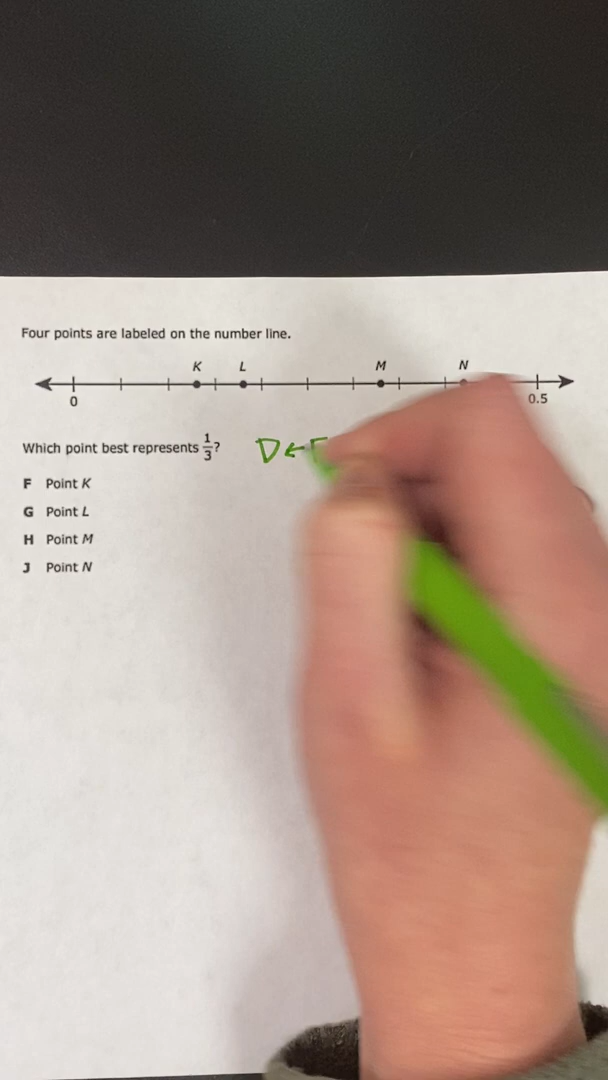 Four points are labeled on the number line.
K L M N
0 0.5
Which point best represents 1/3? D←
F Point K
G Point L
H Point M
J Point N